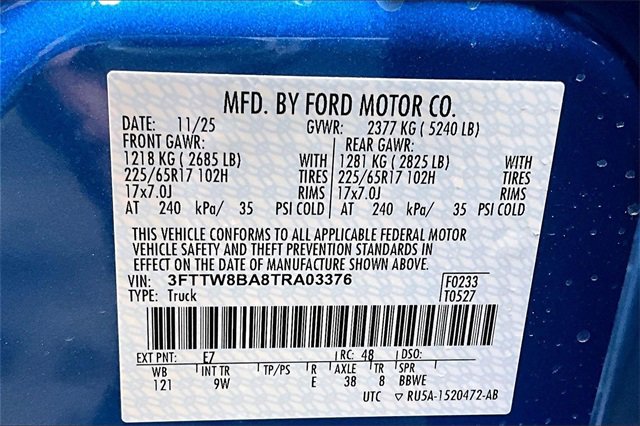 MFD. BY FORD MOTOR CO.
DATE: 11/25 GVWR: 2377 KG ( 5240 LB)
FRONT GAWR: REAR GAWR:
1218 KG ( 2685 LB) WITH 1281 KG ( 2825 LB) WITH
225/65R17 102H TIRES 225/65R17 102H TIRES
17x7.0J RIMS 17x7.0J RIMS
AT 240 kPa/ 35 PSI COLD AT 240 kPa/ 35 PSI COLD
THIS VEHICLE CONFORMS TO ALL APPLICABLE FEDERAL MOTOR
VEHICLE SAFETY AND THEFT PREVENTION STANDARDS IN
EFFECT ON THE DATE OF MANUFACTURE SHOWN ABOVE.
VIN: 3FTTW8BA8TRA03376 F0233
TYPE: Truck T0527
EXT PNT: E7 RC: 48 DSO:
WB INT TR TP/PS R AXLE TR SPR
121 9W E 38 8 BBWE
UTC ▽ RU5A-1520472-AB